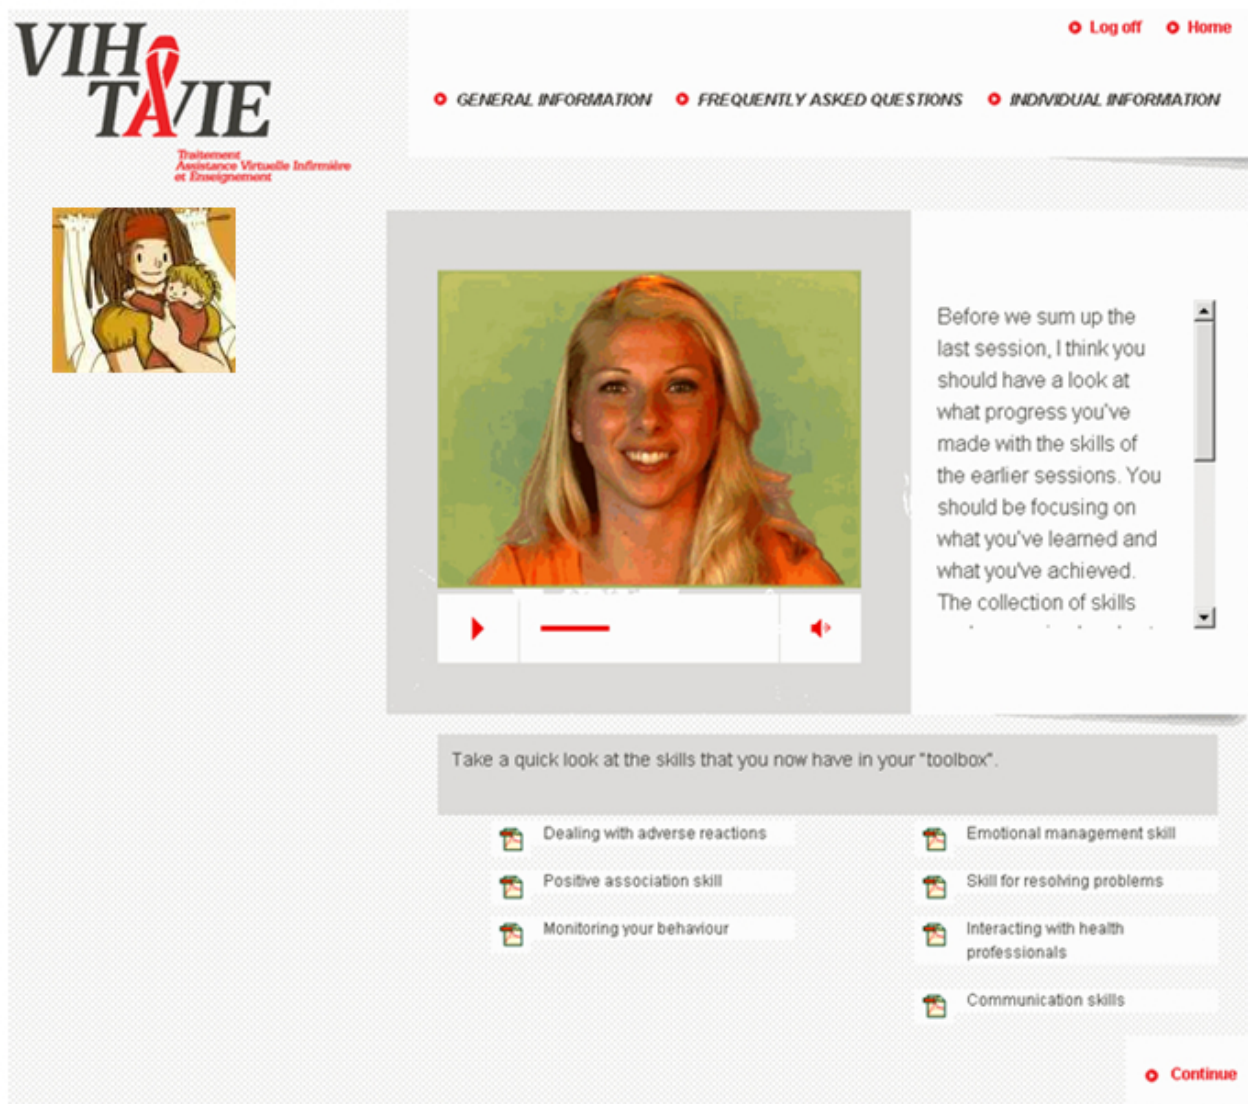 VIH
TAVIE
Traitement
Assistance Virtuelle Infirmière
et Enseignement
Log off
Home
GENERAL INFORMATION
FREQUENTLY ASKED QUESTIONS
INDIVIDUAL INFORMATION
Before we sum up the
last session, I think you
should have a look at
what progress you've
made with the skills of
the earlier sessions. You
should be focusing on
what you've learned and
what you've achieved.
The collection of skills
Take a quick look at the skills that you now have in your "toolbox".
Dealing with adverse reactions
Positive association skill
Monitoring your behaviour
Emotional management skill
Skill for resolving problems
Interacting with health
professionals
Communication skills
Continue